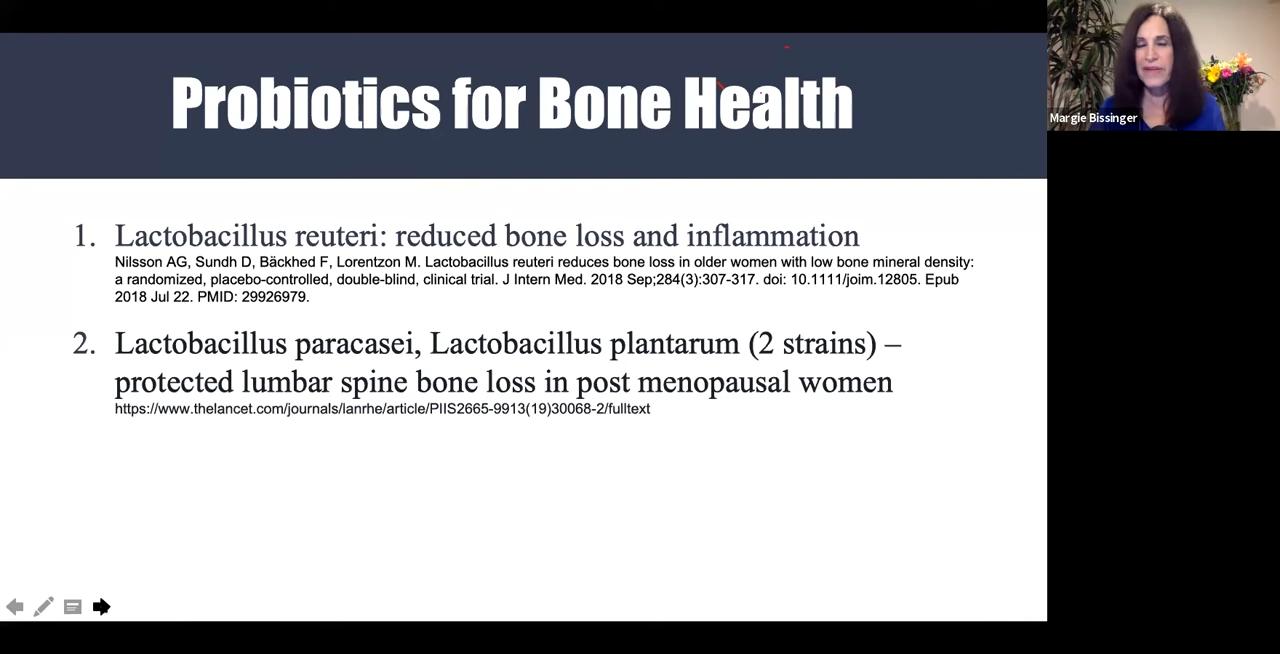 Probiotics for Bone Health
Margie Bissinger
1. Lactobacillus reuteri: reduced bone loss and inflammation
Nilsson AG, Sundh D, Bäckhed F, Lorentzon M. Lactobacillus reuteri reduces bone loss in older women with low bone mineral density:
a randomized, placebo-controlled, double-blind, clinical trial. J Intern Med. 2018 Sep;284(3):307-317. doi: 10.1111/joim.12805. Epub
2018 Jul 22. PMID: 29926979.
2. Lactobacillus paracasei, Lactobacillus plantarum (2 strains) –
protected lumbar spine bone loss in post menopausal women
https://www.thelancet.com/journals/lanrhe/article/PIIS2665-9913(19)30068-2/fulltext